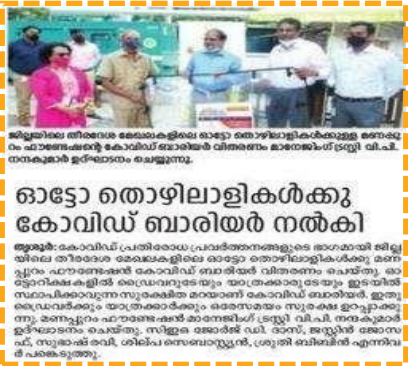 ജില്ലയിലെ തീരദേശ മേഖലകളിലെ ഓട്ടോ തൊഴിലാളികൾക്കുള്ള മണപ്പു
റം ഫൗണ്ടേഷന്റെ കോവിഡ് ബാരിയർ വിതരണം മാനേജിംഗ് ട്രസ്റ്റി വി.പി.
നന്ദകുമാർ ഉദ്ഘാടനം ചെയ്യുന്നു.
ഓട്ടോ തൊഴിലാളികൾക്കു
കോവിഡ് ബാരിയർ നൽകി
തൃശൂർ: കോവിഡ് പ്രതിരോധ പ്രവർത്തനങ്ങളുടെ ഭാഗമായി ജില്ല
യിലെ തീരദേശ മേഖലകളിലെ ഓട്ടോ തൊഴിലാളികൾക്കു മണ
പ്പുറം ഫൗണ്ടേഷൻ കോവിഡ് ബാരിയർ വിതരണം ചെയ്തു. ഓ
ട്ടോറിക്ഷകളിൽ ഡ്രൈവറുടേയും യാത്രക്കാരുടേയും ഇടയിൽ
സ്ഥാപിക്കാവുന്ന സുരക്ഷിത മറയാണ് കോവിഡ് ബാരിയർ. ഇതു
ഡ്രൈവർക്കും യാത്രക്കാർക്കും ഒരേസമയം സുരക്ഷ ഉറപ്പാക്കു
ന്നു. മണപ്പുറം ഫൗണ്ടേഷൻ മാനേജിംഗ് ട്രസ്റ്റി വി.പി. നന്ദകുമാർ
ഉദ്ഘാടനം ചെയ്തു. സിഇഒ ജോർജ് ഡി. ദാസ്, ജസ്റ്റിൻ ജോസ
ഫ്, സുഭാഷ് രവി, ശില്പ സെബാസ്റ്റ്യൻ, ശ്രുതി ബിബിൻ എന്നിവ
ർ പങ്കെടുത്തു.